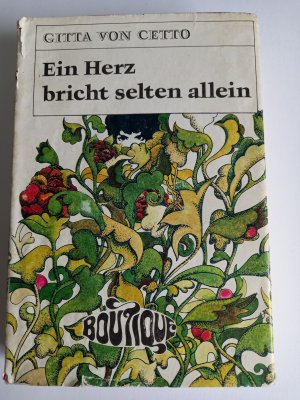 GITTA VON CETTO
Ein Herz
bricht selten allein
BOUTIQUE